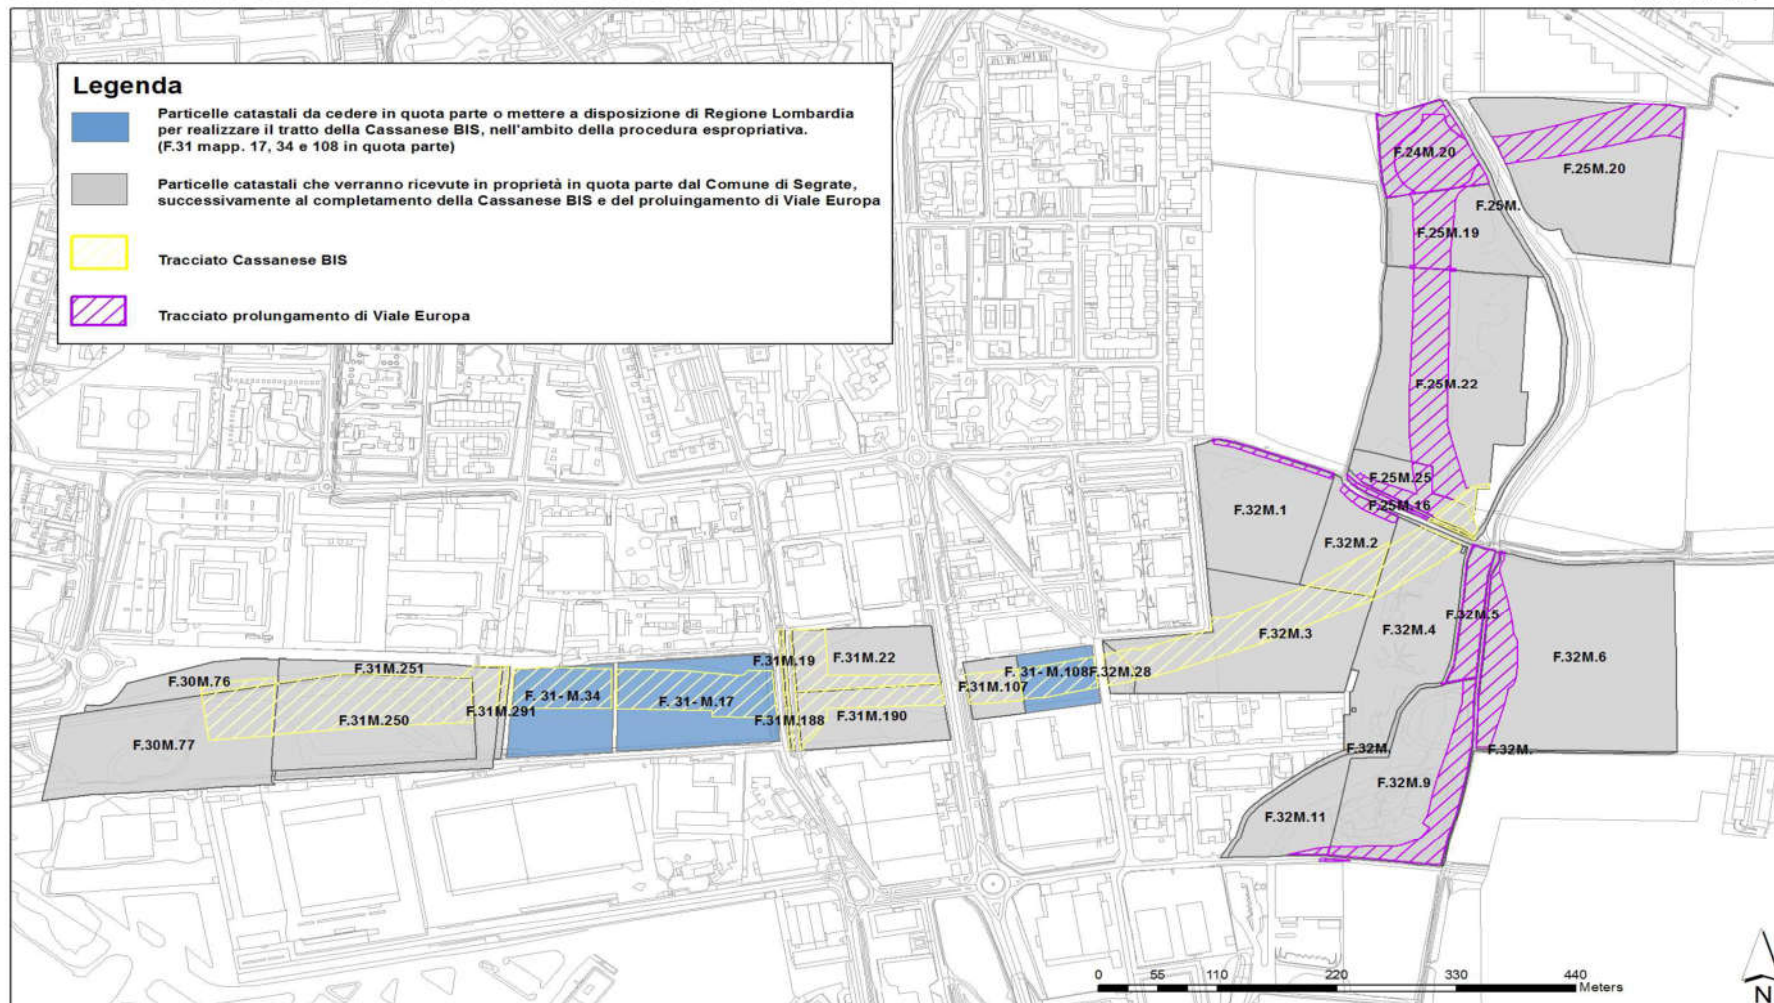 Legenda
Particelle catastali da cedere in quota parte o mettere a disposizione di Regione Lombardia
per realizzare il tratto della Cassanese BIS, nell'ambito della procedura espropriativa.
(F.31 mapp. 17, 34 e 108 in quota parte)
Particelle catastali che verranno ricevute in proprietà in quota parte dal Comune di Segrate,
successivamente al completamento della Cassanese BIS e del proluingamento di Viale Europa
Tracciato Cassanese BIS
Tracciato prolungamento di Viale Europa
F.24M.20
F.25M.20
F.25M.
F.25M.19
F.25M.22
F.25M.25
F.25M.16
F.32M.1
F.32M.2
F.32M.5
F.32M.4
F.32M.3
F.32M.6
F.31M.19
F.31M.22
F.31M.251
F.30M.76
F.31M.107
F. 31- M.108
F.32M.28
F. 31- M.34
F. 31- M.17
F.31M.291
F.31M.250
F.31M.188
F.31M.190
F.30M.77
F.32M.
F.32M.
F.32M.9
F.32M.11
0 55 110 220 330 440
Meters
N